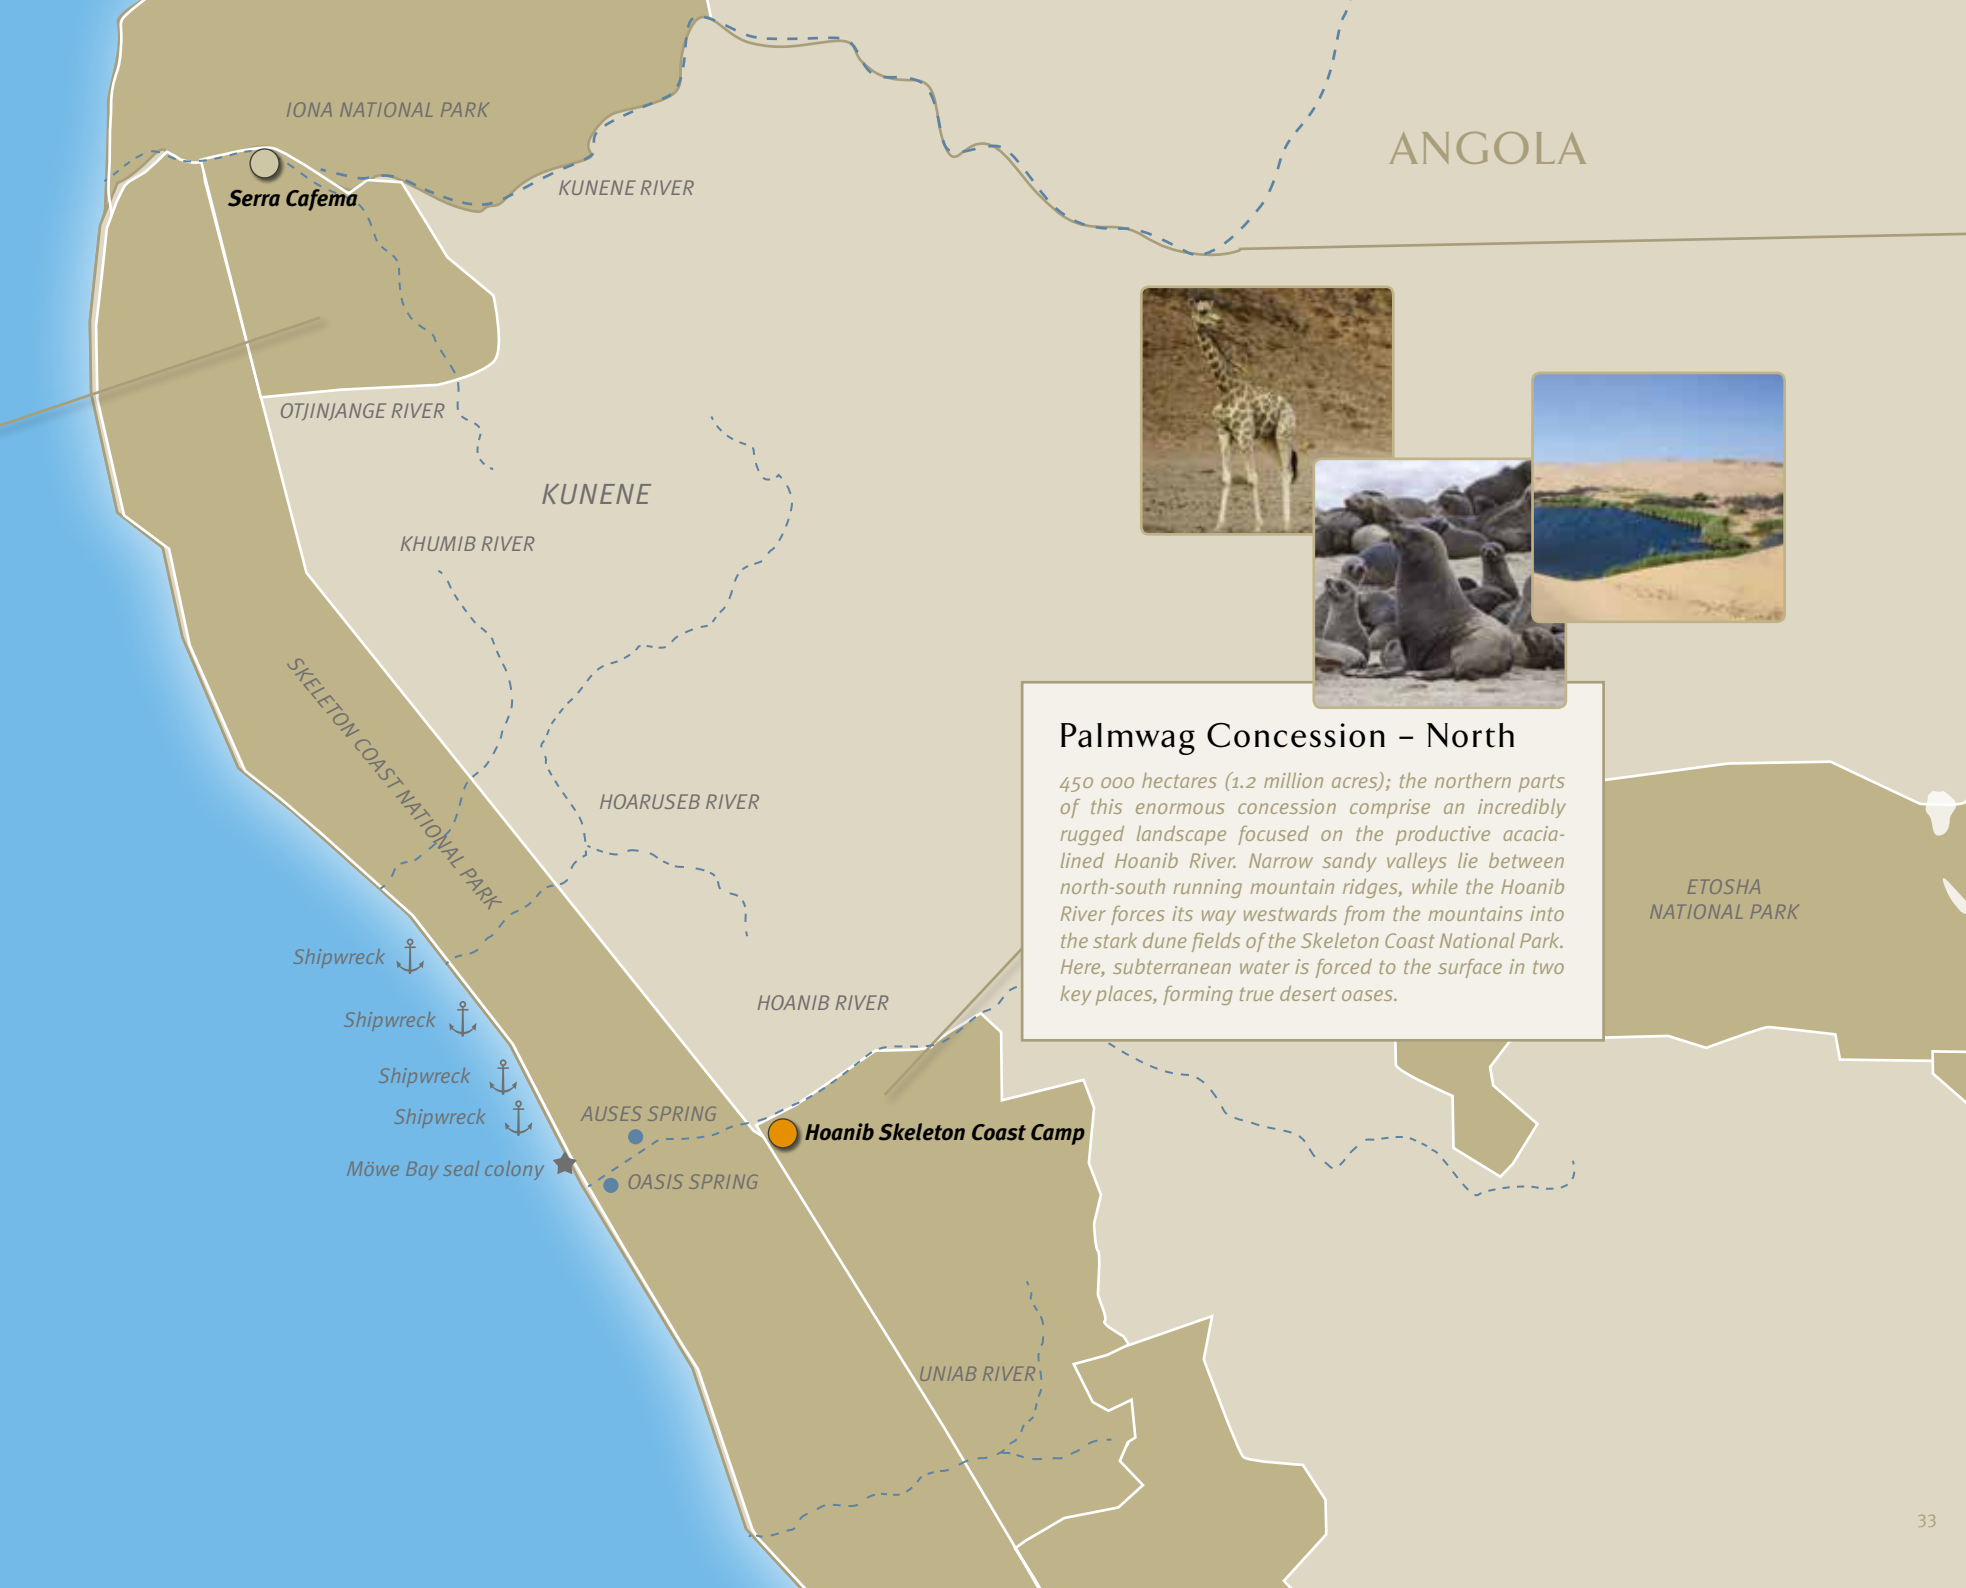 IONA NATIONAL PARK
ANGOLA
KUNENE RIVER
Serra Cafema
OTJINJANGE RIVER
KUNENE
KHUMIB RIVER
SKELETON COAST NATIONAL PARK
HOARUSEB RIVER
Palmwag Concession – North
450 000 hectares (1.2 million acres); the northern parts
of this enormous concession comprise an incredibly
rugged landscape focused on the productive acacia-
lined Hoanib River. Narrow sandy valleys lie between
north-south running mountain ridges, while the Hoanib
River forces its way westwards from the mountains into
the stark dune fields of the Skeleton Coast National Park.
Here, subterranean water is forced to the surface in two
key places, forming true desert oases.
ETOSHA
NATIONAL PARK
Shipwreck
HOANIB RIVER
Shipwreck
Shipwreck
Shipwreck
AUSES SPRING
Hoanib Skeleton Coast Camp
Möwe Bay seal colony
OASIS SPRING
UNIAB RIVER
33